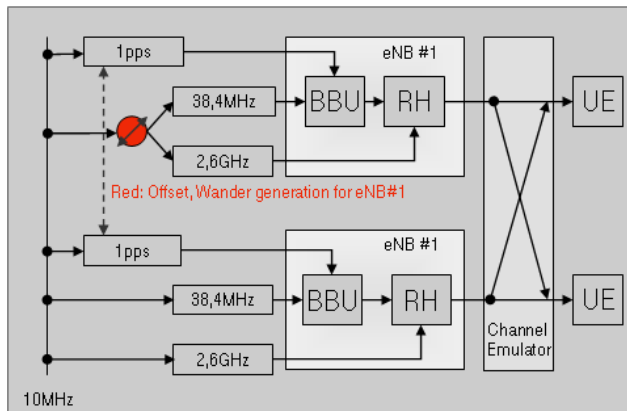 1pps
eNB #1
38,4MHz
BBU
RH
UE
2,6GHz
Red: Offset, Wander generation for eNB#1
1pps
eNB #1
38,4MHz
BBU
RH
UE
2,6GHz
Channel
Emulator
10MHz